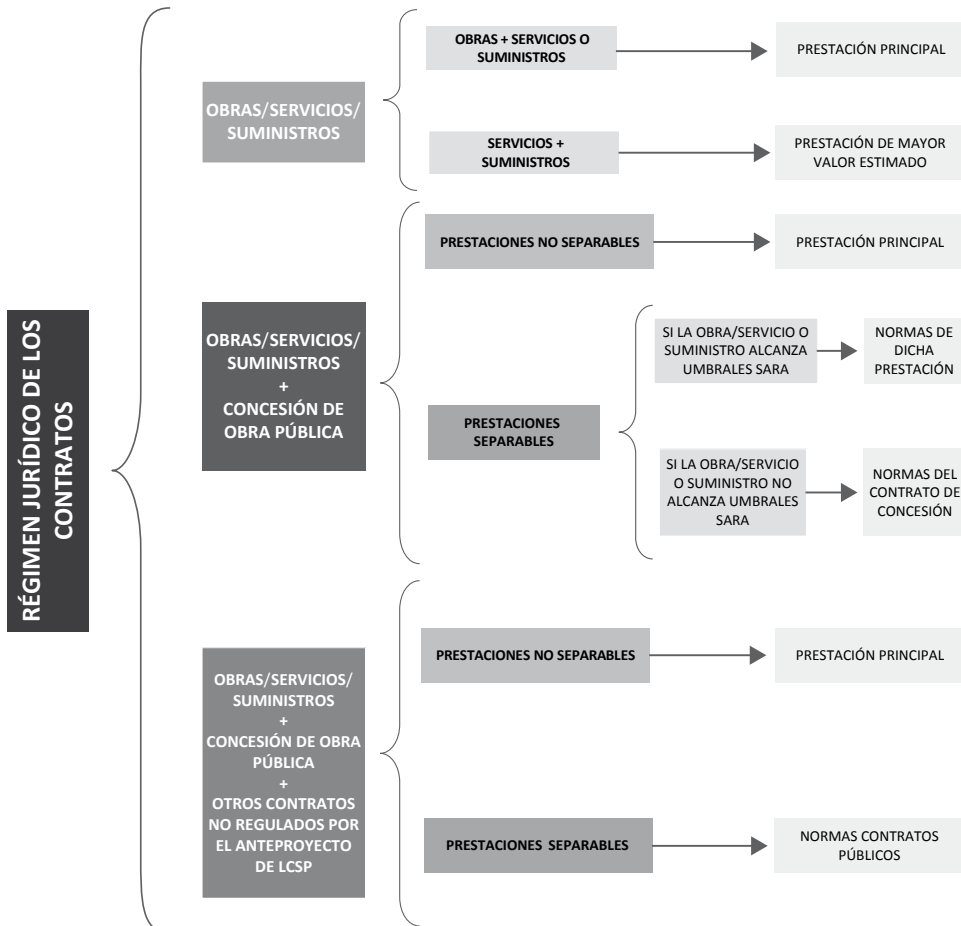 RÉGIMEN JURÍDICO DE LOS
CONTRATOS
OBRAS/SERVICIOS/
SUMINISTROS
OBRAS + SERVICIOS O
SUMINISTROS
PRESTACIÓN PRINCIPAL
SERVICIOS +
SUMINISTROS
PRESTACIÓN DE MAYOR
VALOR ESTIMADO
OBRAS/SERVICIOS/
SUMINISTROS
+
CONCESIÓN DE
OBRA PÚBLICA
PRESTACIONES NO SEPARABLES
PRESTACIÓN PRINCIPAL
PRESTACIONES
SEPARABLES
SI LA OBRA/SERVICIO O
SUMINISTRO ALCANZA
UMBRALES SARA
NORMAS DE
DICHA
PRESTACIÓN
SI LA OBRA/SERVICIO
O SUMINISTRO NO
ALCANZA UMBRALES
SARA
NORMAS DEL
CONTRATO DE
CONCESIÓN
OBRAS/SERVICIOS/
SUMINISTROS
+
CONCESIÓN DE OBRA
PÚBLICA
+
OTROS CONTRATOS
NO REGULADOS POR
EL ANTEPROYECTO
DE LCSP
PRESTACIONES NO SEPARABLES
PRESTACIÓN PRINCIPAL
PRESTACIONES SEPARABLES
NORMAS CONTRATOS
PÚBLICOS